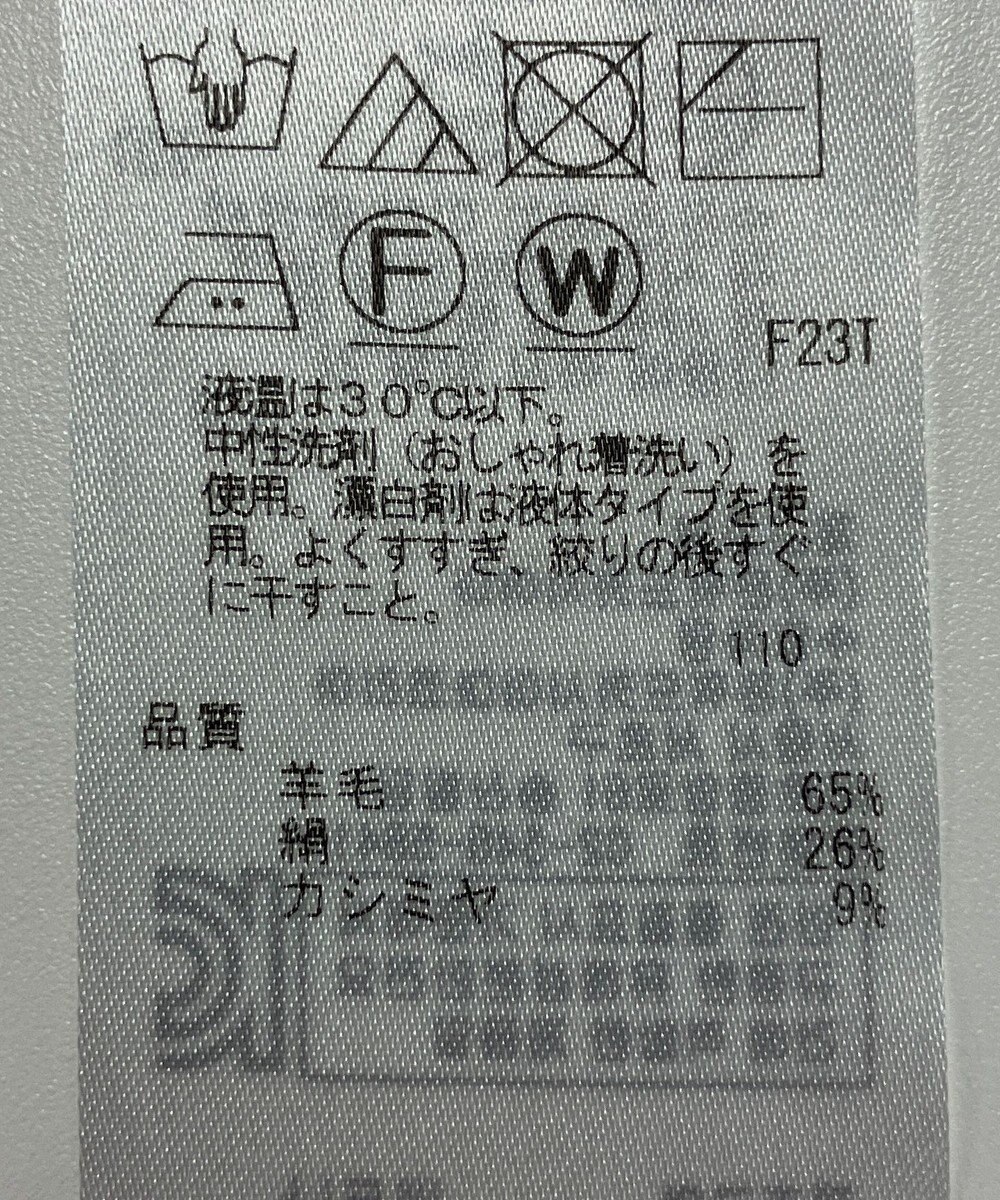 F W
F23T
液温は30℃以下。
中性洗剤(おしゃれ着洗い)を
使用。漂白剤は液体タイプを使
用。よくすすぎ、絞りの後すぐ
に干すこと。
110
品質
羊毛 65%
絹 26%
カシミヤ 9%